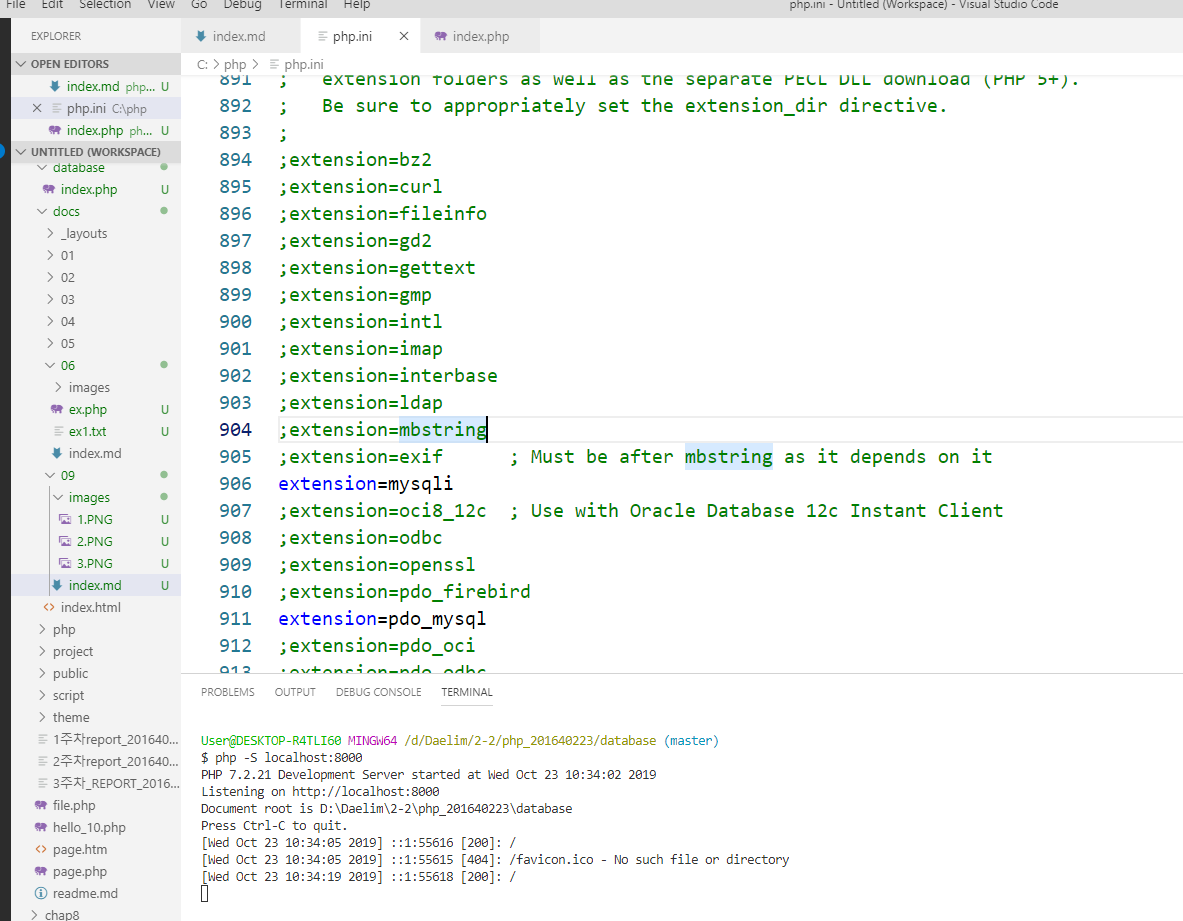 File Edit Selection View Go Debug Terminal Help
php.ini - Untitled (Workspace) - Visual Studio Code
EXPLORER
OPEN EDITORS
index.md php... U
php.ini C:\php
index.php ph... U
UNTITLED (WORKSPACE)
database
index.php U
docs
_layouts
01
02
03
04
05
06
images
ex.php U
ex1.txt U
index.md
09
images
1.PNG U
2.PNG U
3.PNG U
index.md U
index.html
php
project
public
script
theme
1주차report_201640...
2주차report_201640...
3주차_REPORT_2016...
file.php
hello_10.php
page.htm
page.php
readme.md
chap8
index.md
php.ini
index.php
C: > php > php.ini
891 ;   extension folders as well as the separate PECL DLL download (PHP 5+).
892 ;   Be sure to appropriately set the extension_dir directive.
893 ;
894 ;extension=bz2
895 ;extension=curl
896 ;extension=fileinfo
897 ;extension=gd2
898 ;extension=gettext
899 ;extension=gmp
900 ;extension=intl
901 ;extension=imap
902 ;extension=interbase
903 ;extension=ldap
904 ;extension=mbstring
905 ;extension=exif      ; Must be after mbstring as it depends on it
906 extension=mysqli
907 ;extension=oci8_12c  ; Use with Oracle Database 12c Instant Client
908 ;extension=odbc
909 ;extension=openssl
910 ;extension=pdo_firebird
911 extension=pdo_mysql
912 ;extension=pdo_oci
913 ;extension=pdo_odbc
PROBLEMS OUTPUT DEBUG CONSOLE TERMINAL
User@DESKTOP-R4TLI60 MINGW64 /d/Daelim/2-2/php_201640223/database (master)
$ php -S localhost:8000
PHP 7.2.21 Development Server started at Wed Oct 23 10:34:02 2019
Listening on http://localhost:8000
Document root is D:\Daelim\2-2\php_201640223\database
Press Ctrl-C to quit.
[Wed Oct 23 10:34:05 2019] ::1:55616 [200]: /
[Wed Oct 23 10:34:05 2019] ::1:55615 [404]: /favicon.ico - No such file or directory
[Wed Oct 23 10:34:19 2019] ::1:55618 [200]: /